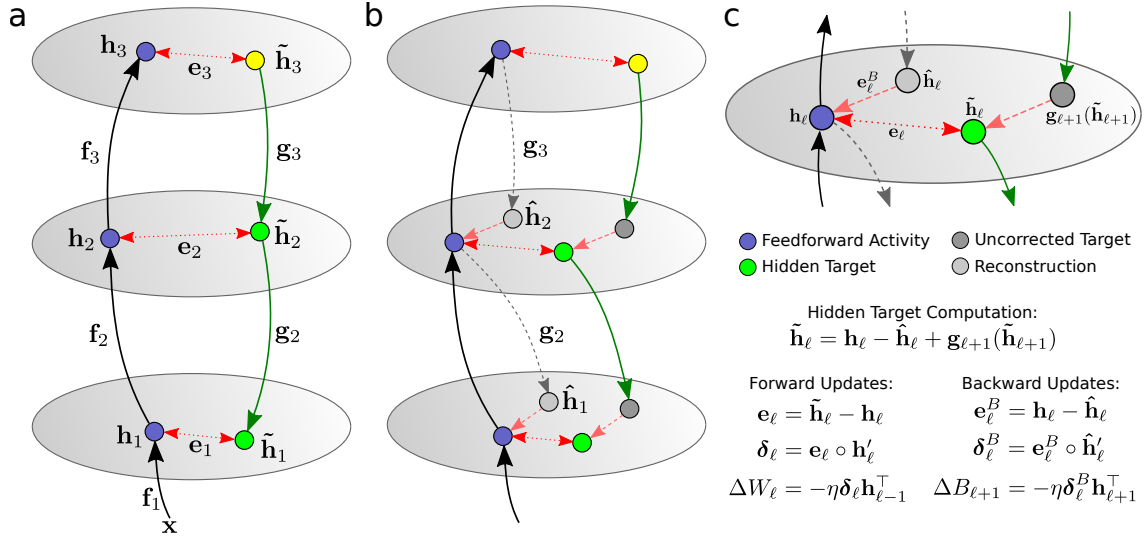 a
h₃
e₃
h̃₃
f₃
g₃
h₂
e₂
h̃₂
f₂
g₂
h₁
e₁
h̃₁
f₁
x
b
g₃
ĥ₂
g₂
ĥ₁
c
e_ℓ^B
ĥ_ℓ
h_ℓ
e_ℓ
h̃_ℓ
g_{ℓ+1}(h̃_{ℓ+1})
Feedforward Activity
Hidden Target
Uncorrected Target
Reconstruction
Hidden Target Computation:
h̃_ℓ = h_ℓ − ĥ_ℓ + g_{ℓ+1}(h̃_{ℓ+1})
Forward Updates:
e_ℓ = h̃_ℓ − h_ℓ
δ_ℓ = e_ℓ ∘ h′_ℓ
ΔW_ℓ = −ηδ_ℓh_{ℓ−1}^⊤
Backward Updates:
e_ℓ^B = h_ℓ − ĥ_ℓ
δ_ℓ^B = e_ℓ^B ∘ ĥ′_ℓ
ΔB_{ℓ+1} = −ηδ_ℓ^B h_{ℓ+1}^⊤